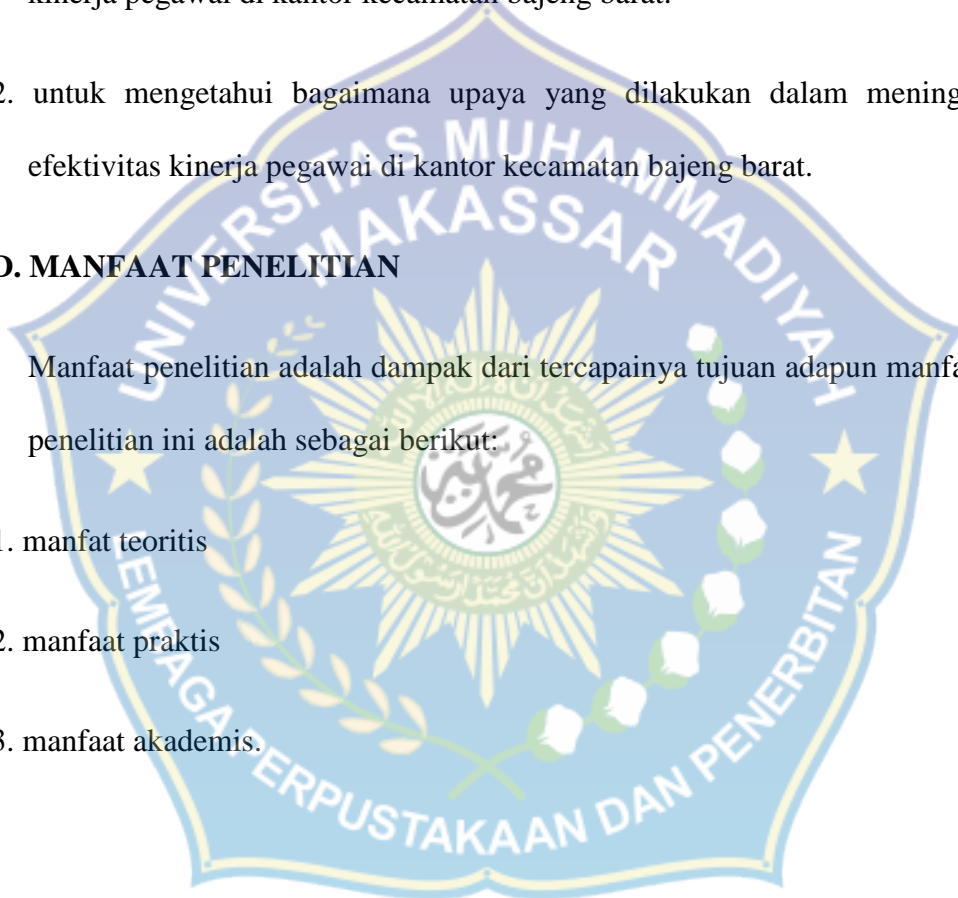 kinerja pegawai di kantor kecamatan bajeng barat.
2. untuk mengetahui bagaimana upaya yang dilakukan dalam mening
efektivitas kinerja pegawai di kantor kecamatan bajeng barat.
D. MANFAAT PENELITIAN
Manfaat penelitian adalah dampak dari tercapainya tujuan adapun manfa
penelitian ini adalah sebagai berikut:
1. manfat teoritis
2. manfaat praktis
3. manfaat akademis.
UNIVERSITAS MUHAMMADIYAH
MAKASSAR
LEMBAGA PERPUSTAKAAN DAN PENERBITAN